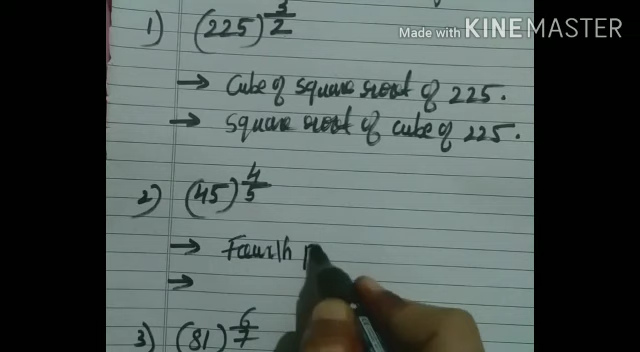 Made with KINEMASTER
1) (225)^3/2
→ Cube of square root of 225.
→ square root of cube of 225.
2) (45)^4/5
→ Fourth p
→
3) (81)^6/7